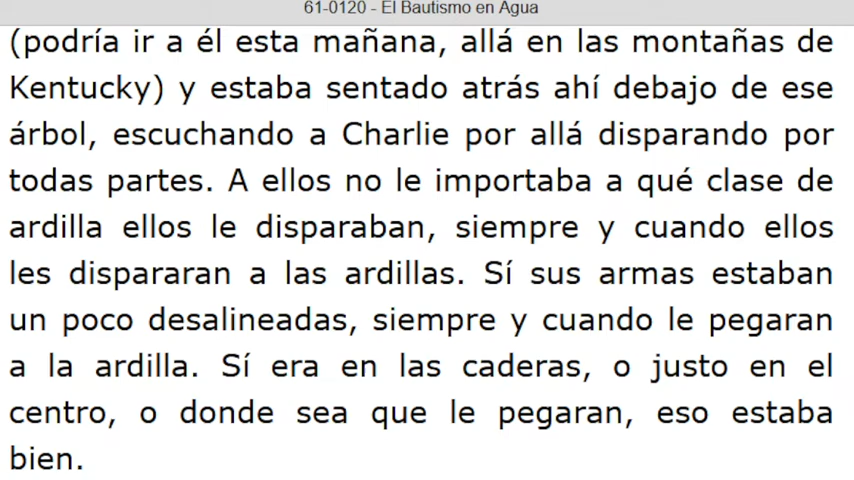 61-0120 - El Bautismo en Agua
(podría ir a él esta mañana, allá en las montañas de
Kentucky) y estaba sentado atrás ahí debajo de ese
árbol, escuchando a Charlie por allá disparando por
todas partes. A ellos no le importaba a qué clase de
ardilla ellos le disparaban, siempre y cuando ellos
les dispararan a las ardillas. Sí sus armas estaban
un poco desalineadas, siempre y cuando le pegaran
a la ardilla. Sí era en las caderas, o justo en el
centro, o donde sea que le pegaran, eso estaba
bien.